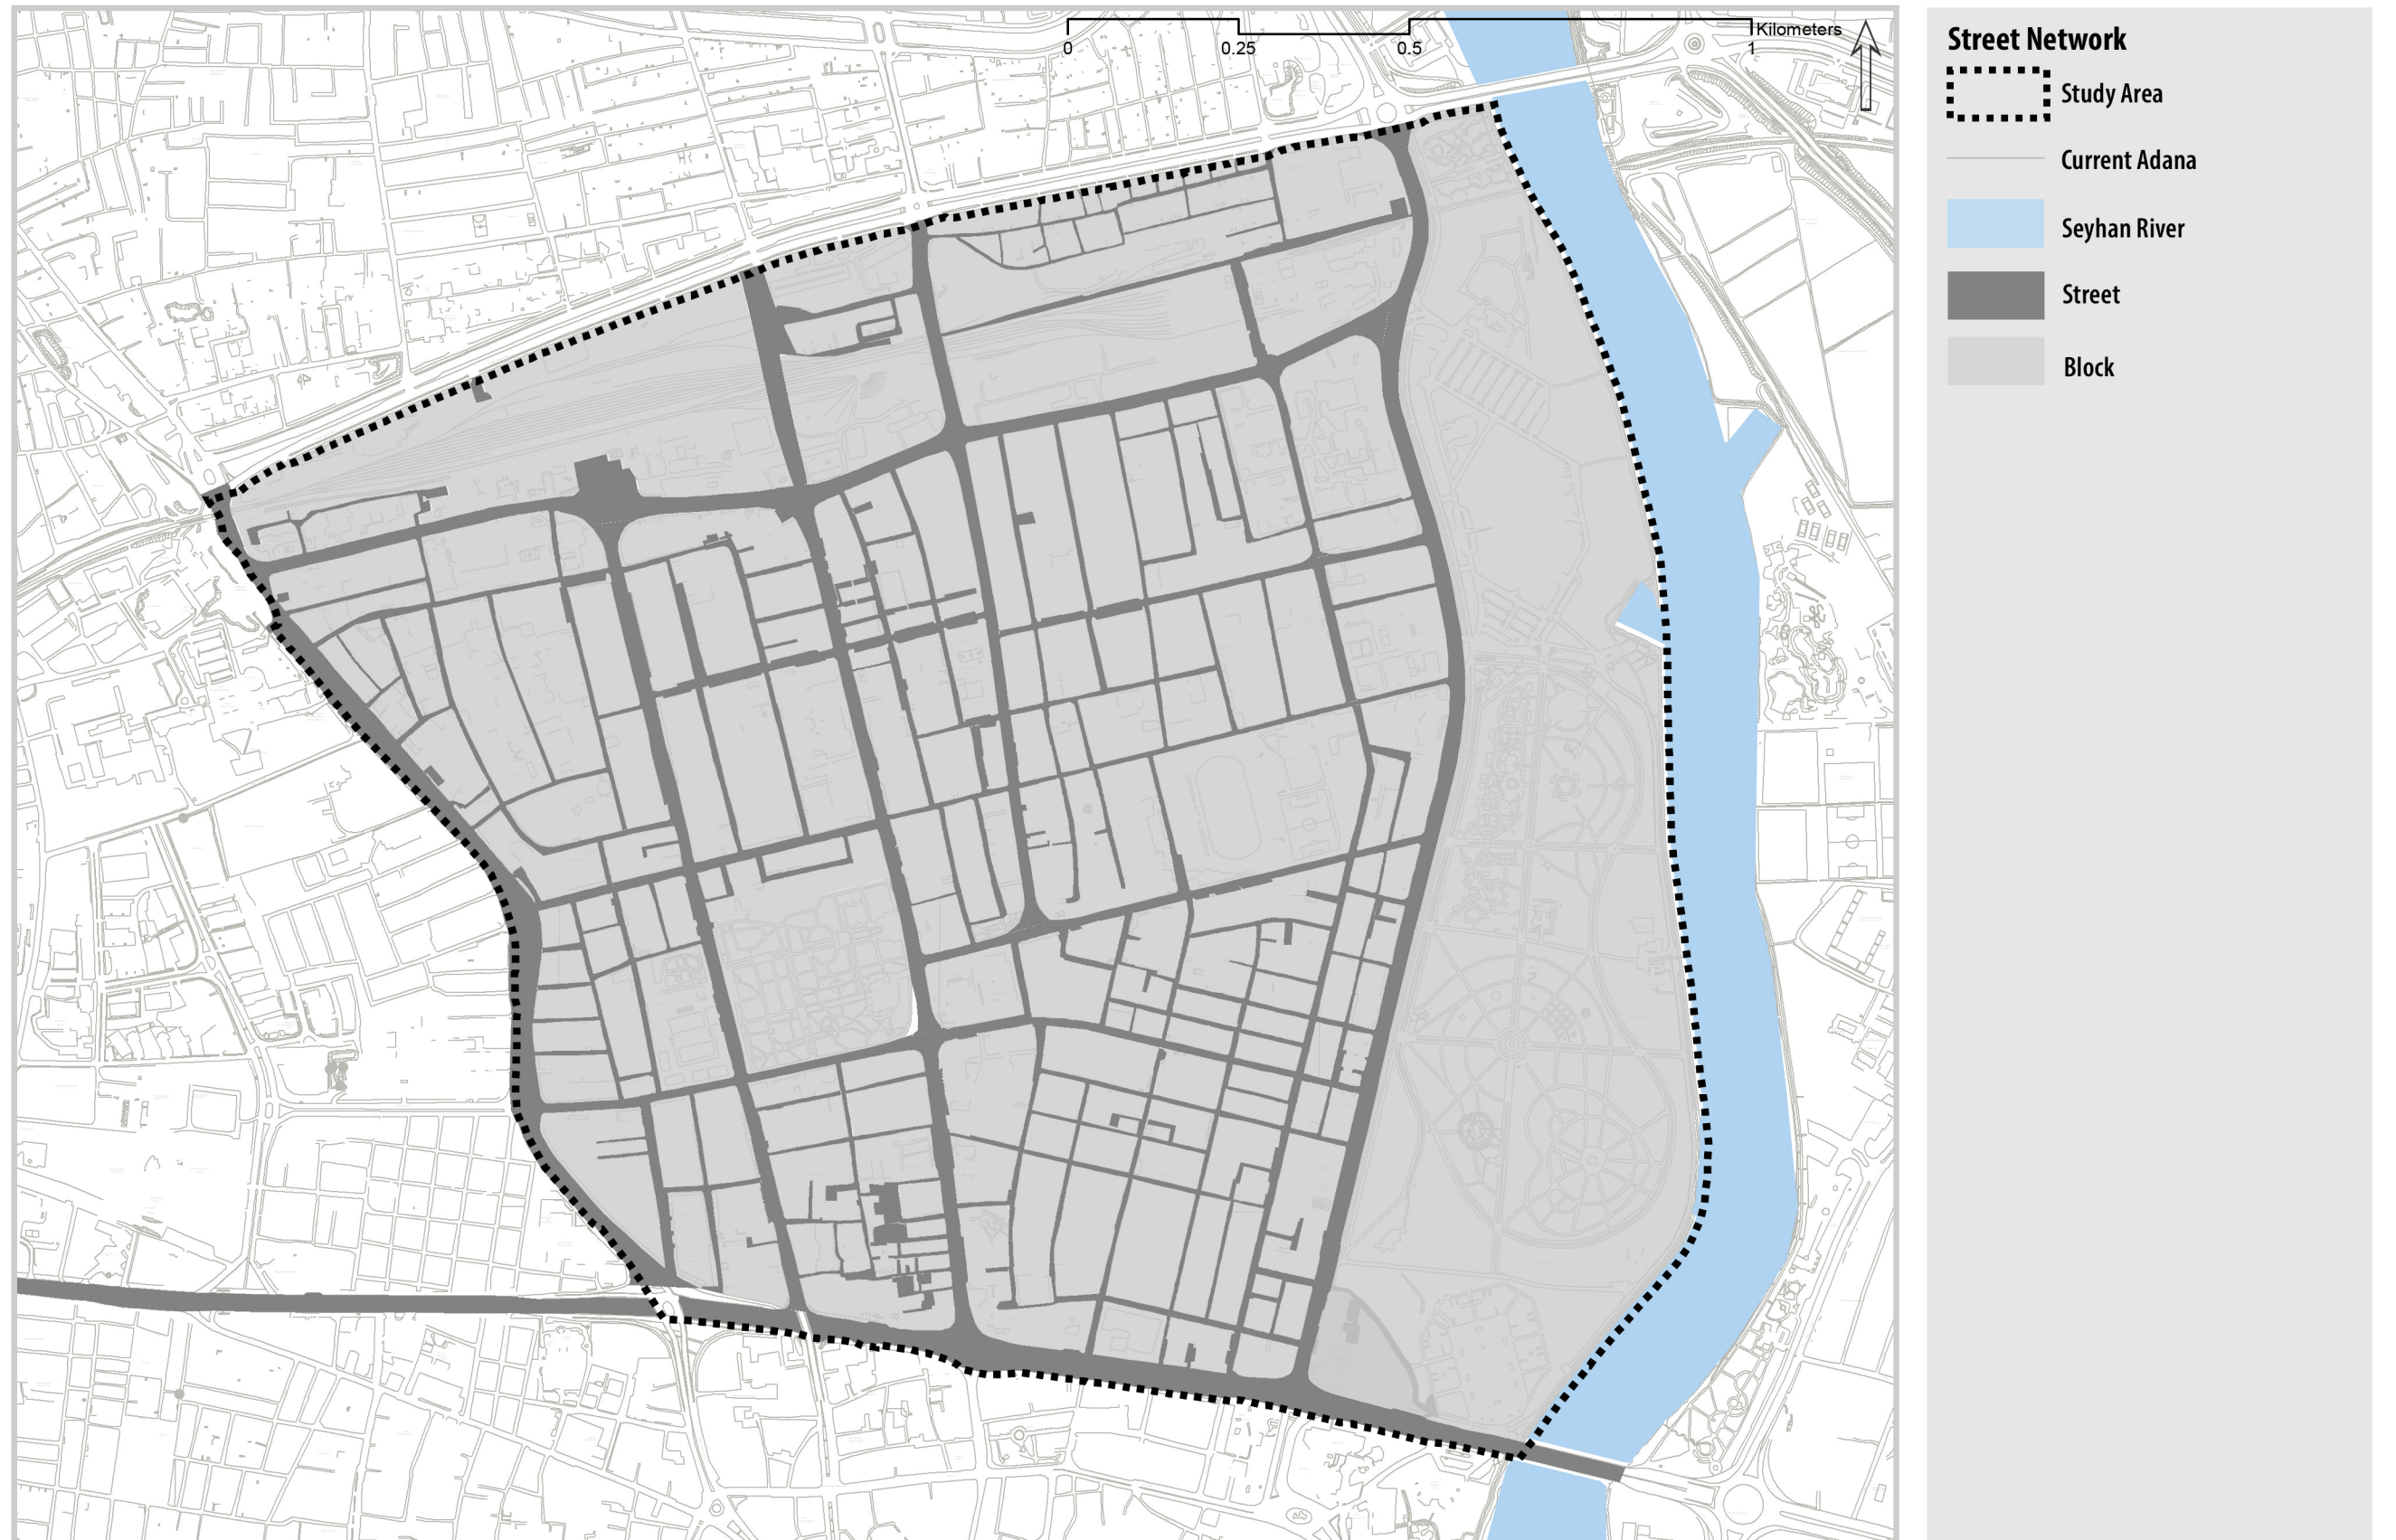 0
0.25
0.5
1
Kilometers
Street Network
Study Area
Current Adana
Seyhan River
Street
Block